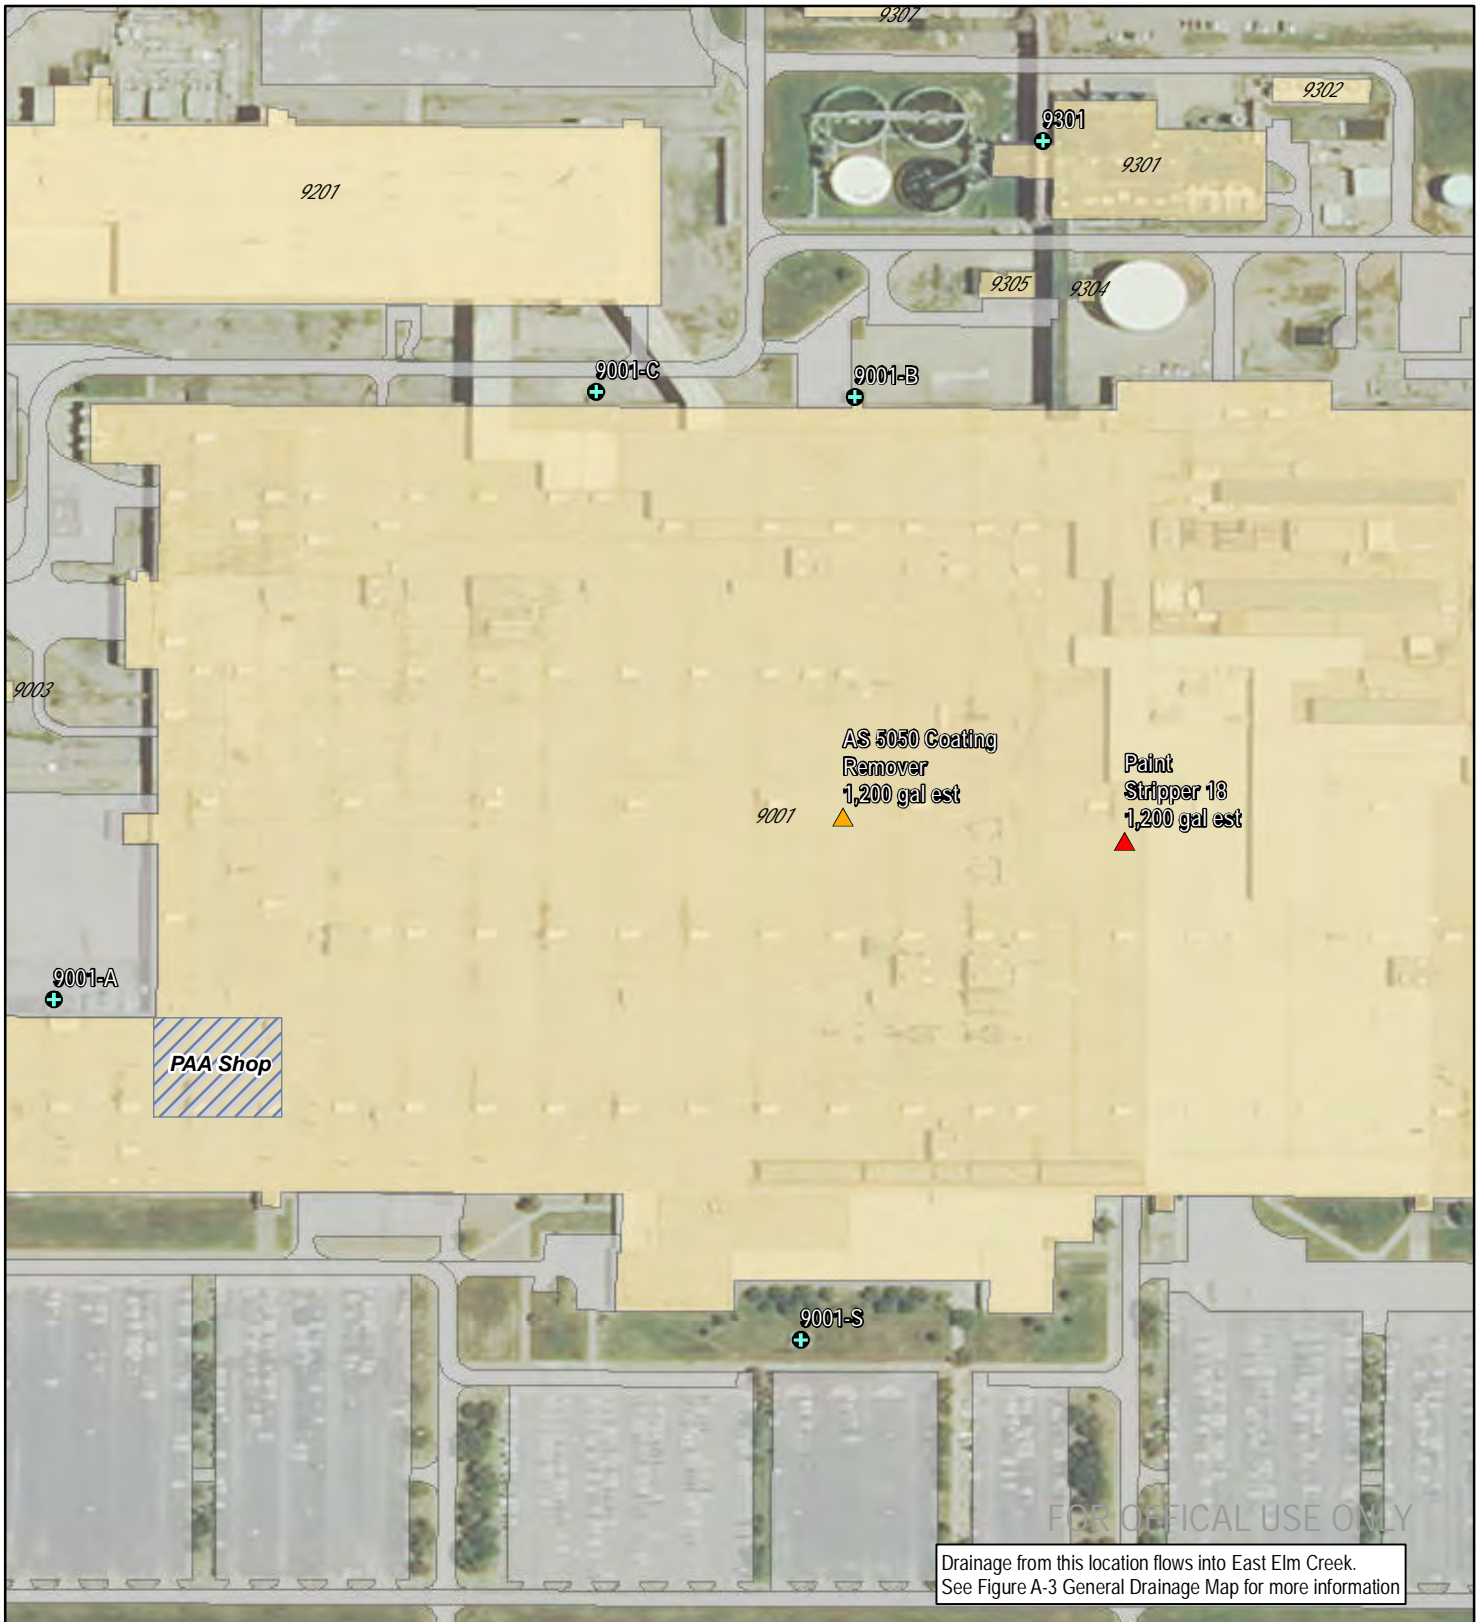 9307
9302
9301
9301
9201
9305
9304
9001-C
9001-B
9003
AS 5050 Coating
Remover
1,200 gal est
Paint
Stripper 18
1,200 gal est
9001
9001-A
PAA Shop
9001-S
FOR OFFICAL USE ONLY
Drainage from this location flows into East Elm Creek.
See Figure A-3 General Drainage Map for more information